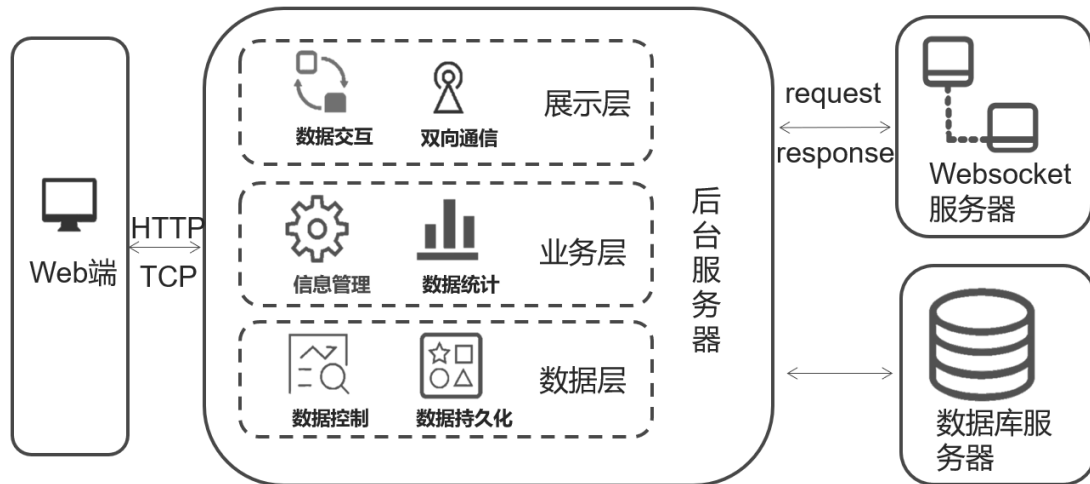 Web端
HTTP
TCP
数据交互
双向通信
展示层
信息管理
数据统计
业务层
数据控制
数据持久化
数据层
后
台
服
务
器
request
response
Websocket
服务器
数据库服
务器